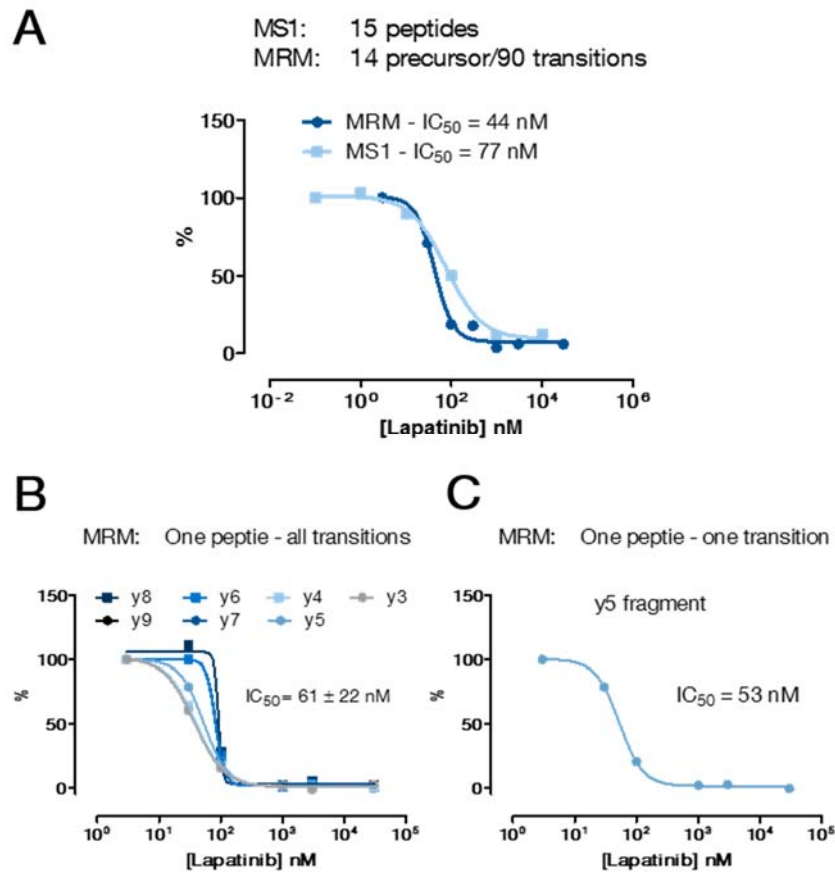 A
MS1: 15 peptides
MRM: 14 precursor/90 transitions
150
100
50
0
%
MRM - IC50 = 44 nM
MS1 - IC50 = 77 nM
10-2 100 102 104 106
[Lapatinib] nM
B
MRM: One peptie - all transitions
150
100
50
0
%
y8 y6 y4 y3
y9 y7 y5
IC50 = 61 ± 22 nM
100 101 102 103 104 105
[Lapatinib] nM
C
MRM: One peptie - one transition
150
100
50
0
%
y5 fragment
IC50 = 53 nM
100 101 102 103 104 105
[Lapatinib] nM